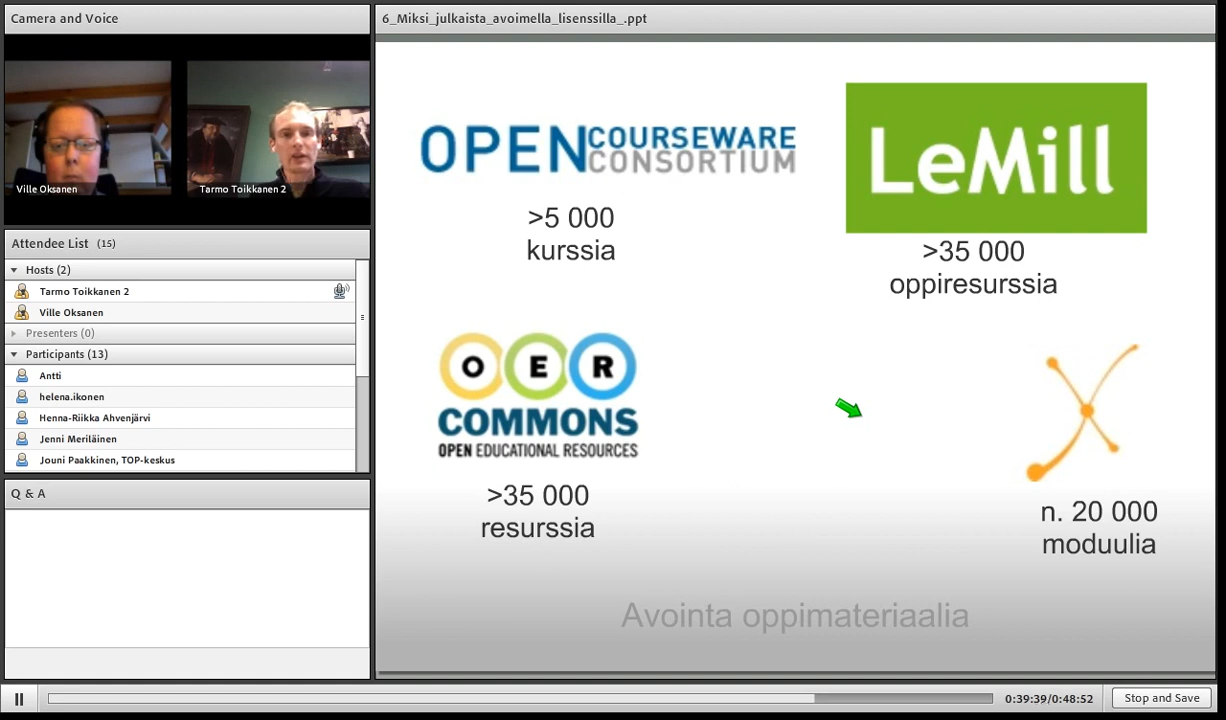 Camera and Voice
Ville Oksanen
Tarmo Toikkanen 2
Attendee List (15)
Hosts (2)
Tarmo Toikkanen 2
Ville Oksanen
Presenters (0)
Participants (13)
Antti
helena.ikonen
Henna-Riikka Ahvenjärvi
Jenni Meriläinen
Jouni Paakkinen, TOP-keskus
Q & A
6_Miksi_julkaista_avoimella_lisenssilla_.ppt
OPENCOURSEWARE
CONSORTIUM
>5 000
kurssia
LeMill
>35 000
oppiresurssia
O E R
COMMONS
OPEN EDUCATIONAL RESOURCES
>35 000
resurssia
n. 20 000
moduulia
Avointa oppimateriaalia
0:39:39/0:48:52
Stop and Save